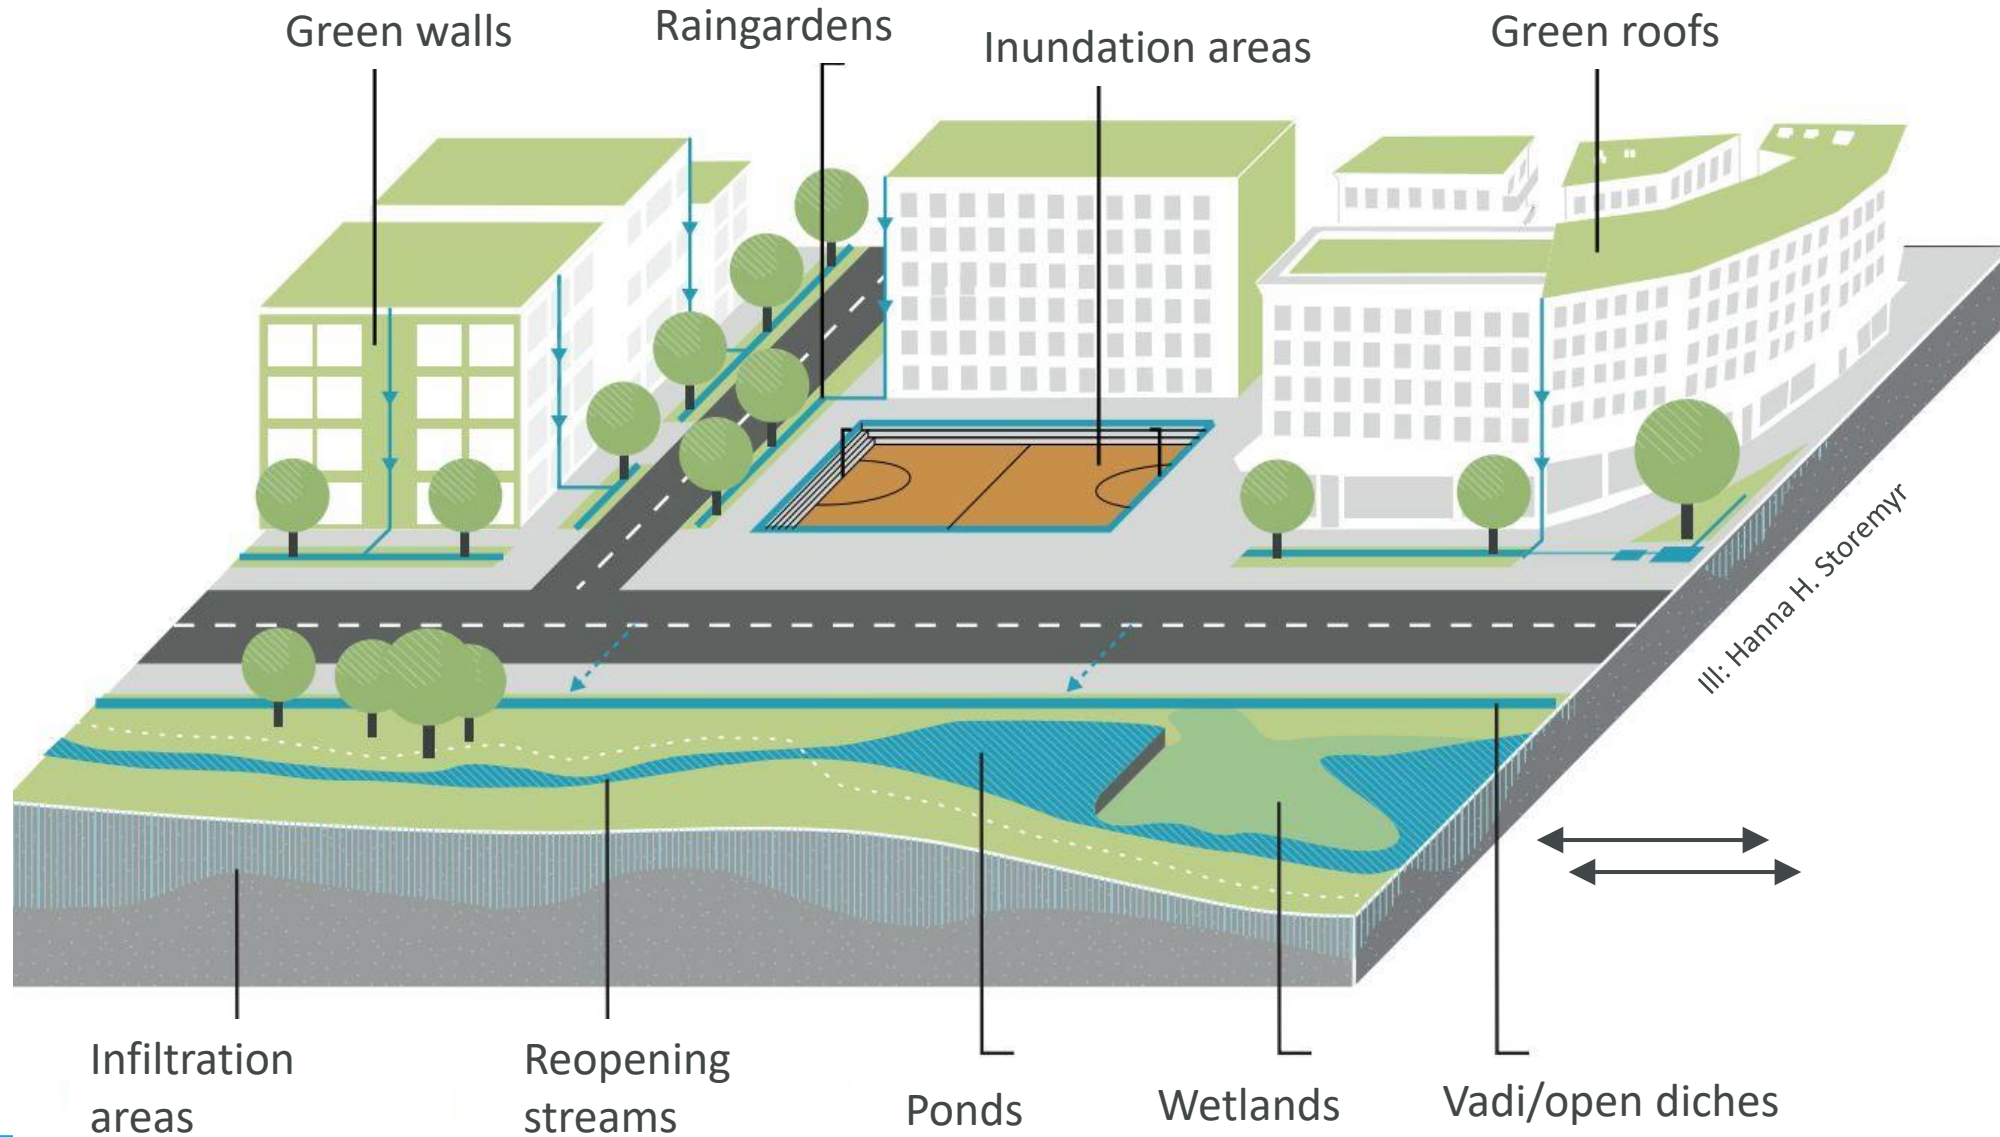 Green walls
Raingardens
Inundation areas
Green roofs
Ill: Hanna H. Storemyr
Infiltration
areas
Reopening
streams
Ponds
Wetlands
Vadi/open diches